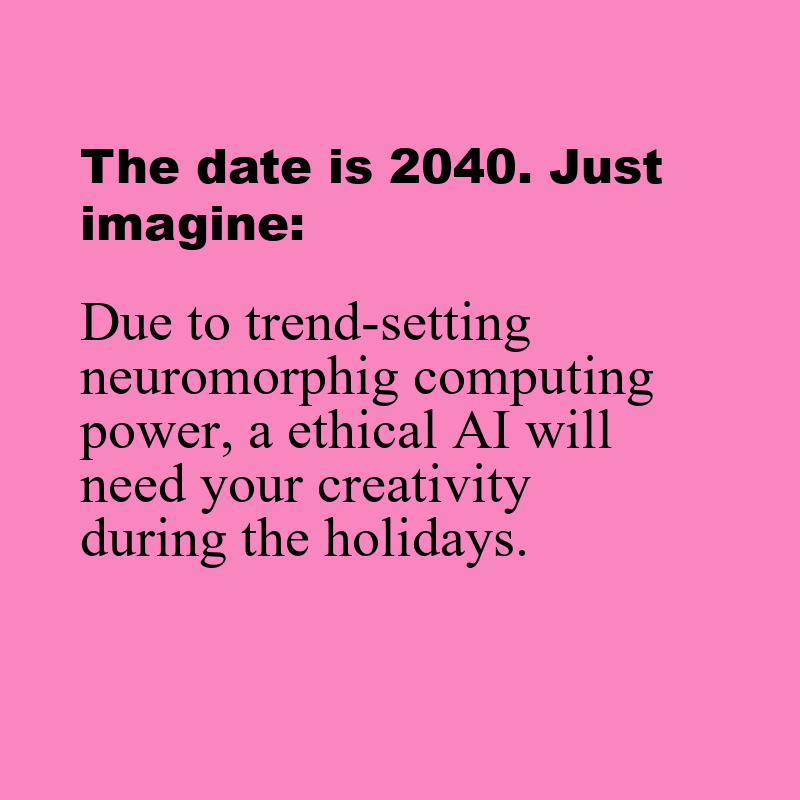 The date is 2040. Just
imagine:
Due to trend-setting
neuromorphig computing
power, a ethical AI will
need your creativity
during the holidays.